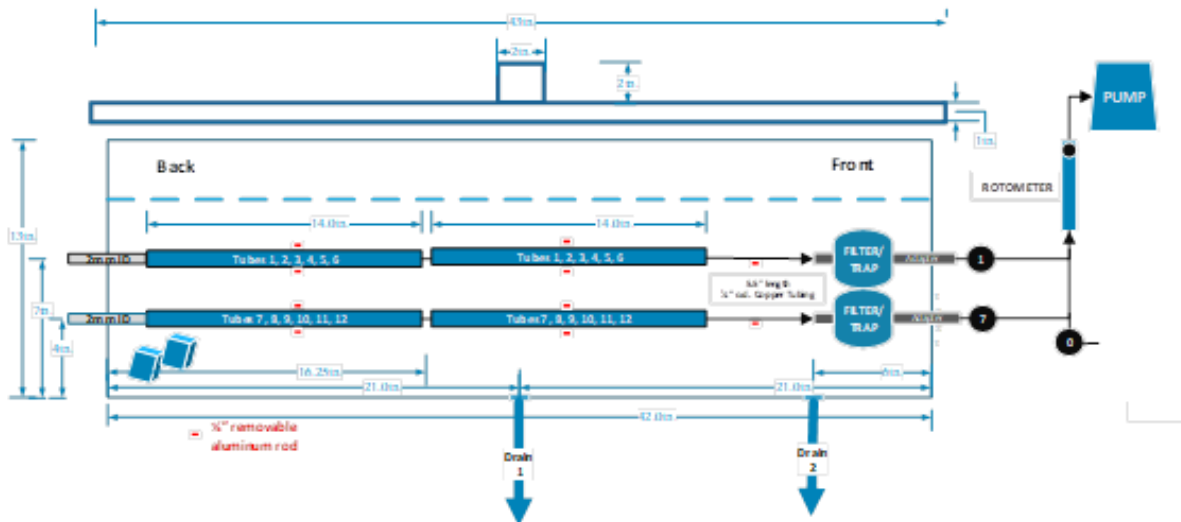 43in.
2in.
2in.
PUMP
1in.
Back
Front
ROTOMETER
13in.
14.0in.
14.0in.
2mm ID
Tubes 1, 2, 3, 4, 5, 6
Tubes 1, 2, 3, 4, 5, 6
FILTER/
TRAP
Adapter
1
7in.
2mm ID
Tubes 7, 8, 9, 10, 11, 12
Tubes 7, 8, 9, 10, 11, 12
FILTER/
TRAP
Adapter
7
0
length
Copper Tubing
4in.
16.25in.
6in.
21.0in.
21.0in.
42.0in.
removable
aluminum rod
Drain
1
Drain
2